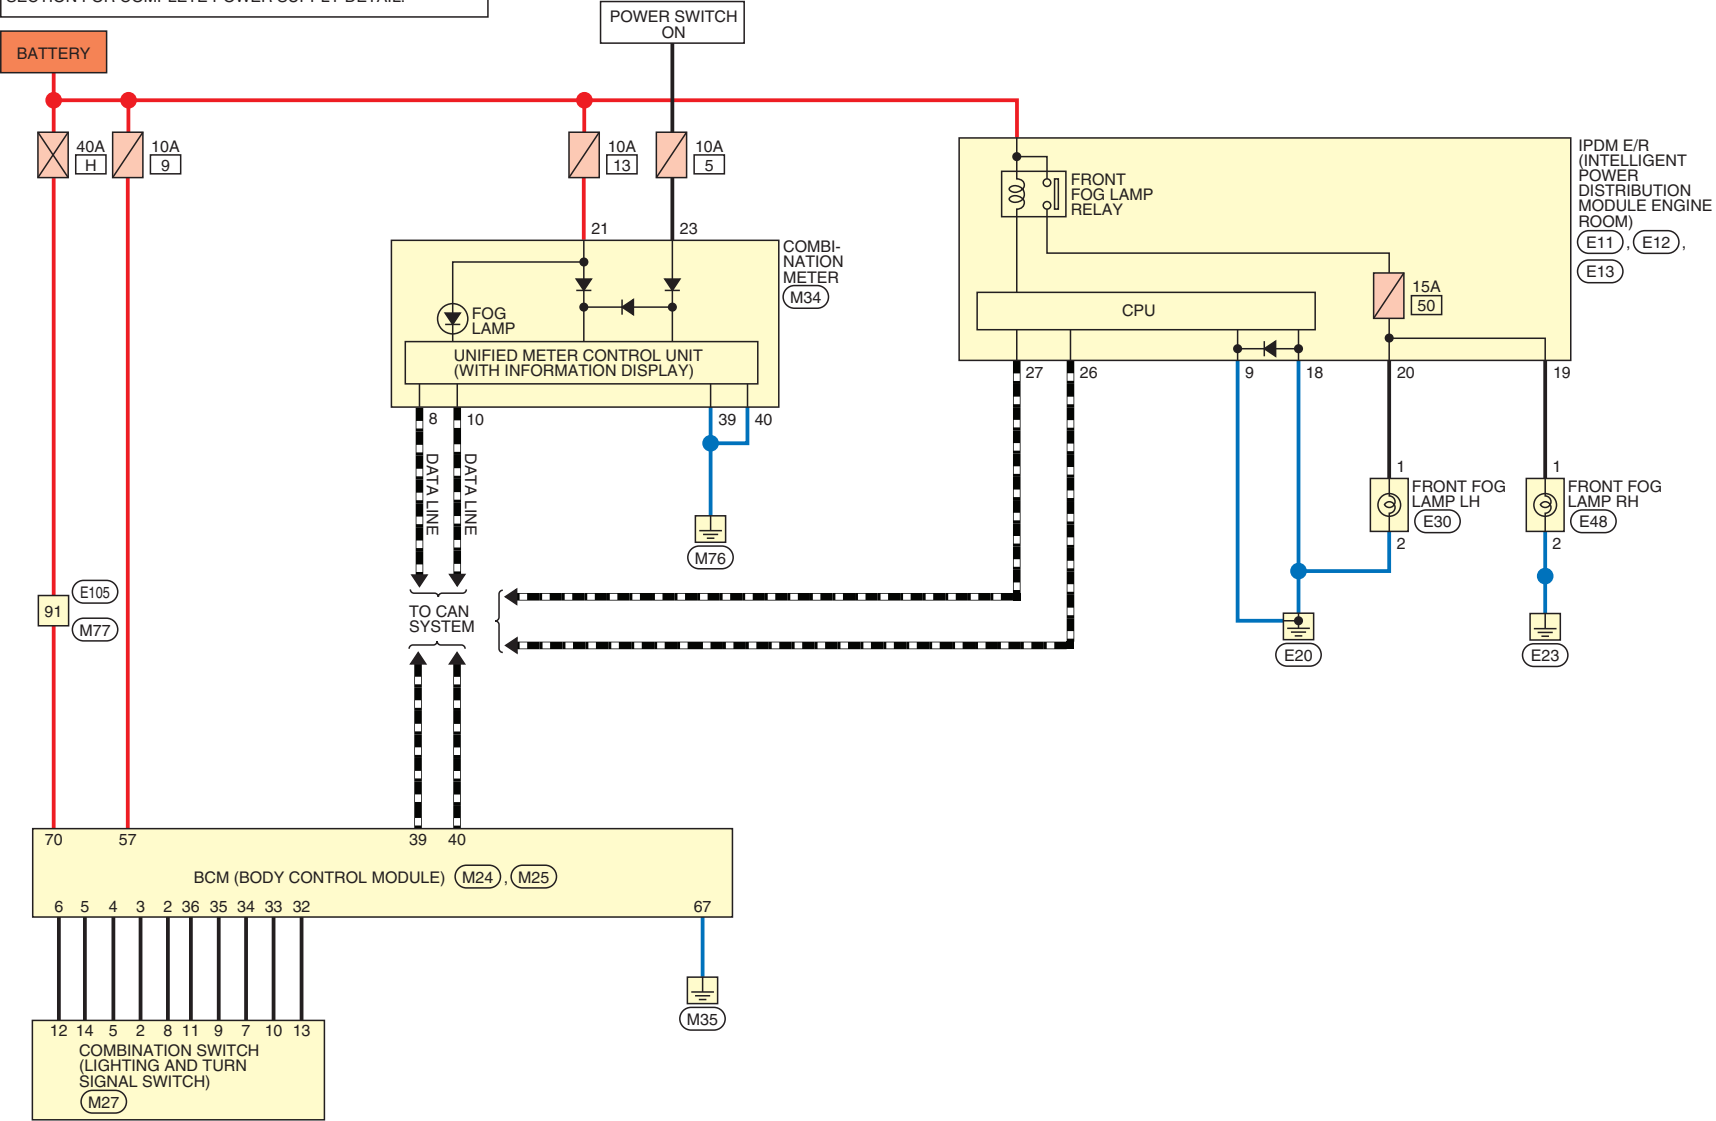 SECTION FOR COMPLETE POWER SUPPLY DETAIL.
BATTERY
POWER SWITCH
ON
40A
H
10A
9
10A
13
10A
5
21
23
COMBI-
NATION
METER
M34
FOG
LAMP
UNIFIED METER CONTROL UNIT
(WITH INFORMATION DISPLAY)
8
10
39
40
DATA LINE
DATA LINE
M76
TO CAN
SYSTEM
IPDM E/R
(INTELLIGENT
POWER
DISTRIBUTION
MODULE ENGINE
ROOM)
E11 , E12 ,
E13
FRONT
FOG LAMP
RELAY
15A
50
CPU
27
26
9
18
20
19
1
FRONT FOG
LAMP LH
E30
2
1
FRONT FOG
LAMP RH
E48
2
E20
E23
91
E105
M77
70
57
39
40
BCM (BODY CONTROL MODULE) M24 , M25
6 5 4 3 2 36 35 34 33 32
67
M35
12 14 5 2 8 11 9 7 10 13
COMBINATION SWITCH
(LIGHTING AND TURN
SIGNAL SWITCH)
M27